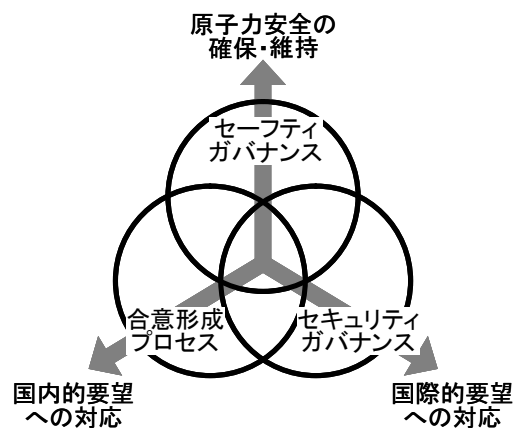 原子力安全の
確保・維持
セーフティ
ガバナンス
合意形成
プロセス
セキュリティ
ガバナンス
国内的要望
への対応
国際的要望
への対応